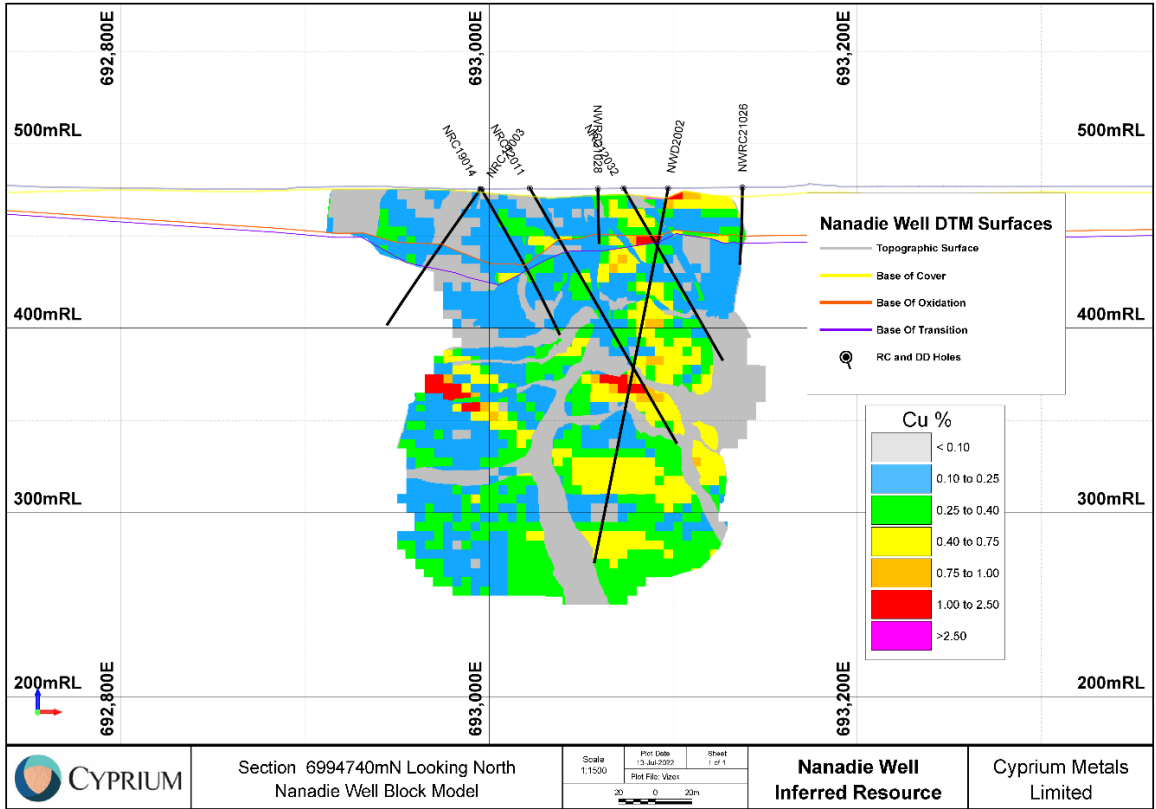 692,800E
693,000E
693,200E
500mRL
500mRL
NRC19014
NWRC21028
NRC12032
NWD2002
NWRC21026
Nanadie Well DTM Surfaces
Topographic Surface
Base of Cover
Base Of Oxidation
Base Of Transition
RC and DD Holes
400mRL
400mRL
Cu %
< 0.10
0.10 to 0.25
0.25 to 0.40
0.40 to 0.75
0.75 to 1.00
1.00 to 2.50
>2.50
300mRL
300mRL
200mRL
200mRL
692,800E
693,000E
693,200E
CYPRIUM
Section 6994740mN Looking North
Nanadie Well Block Model
Scale
1:1500
Plot Date
13-Jul-2022
Sheet
1 of 1
Plot File: Vizex
20 0 20m
Nanadie Well
Inferred Resource
Cyprium Metals
Limited